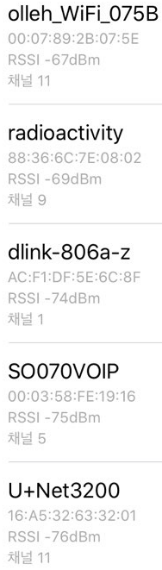 olleh_WiFi_075B
00:07:89:2B:07:5E
RSSI -67dBm
채널 11
radioactivity
88:36:6C:7E:08:02
RSSI -69dBm
채널 9
dlink-806a-z
AC:F1:DF:5E:6C:8F
RSSI -74dBm
채널 1
SO070VOIP
00:03:58:FE:19:16
RSSI -75dBm
채널 5
U+Net3200
16:A5:32:63:32:01
RSSI -76dBm
채널 11